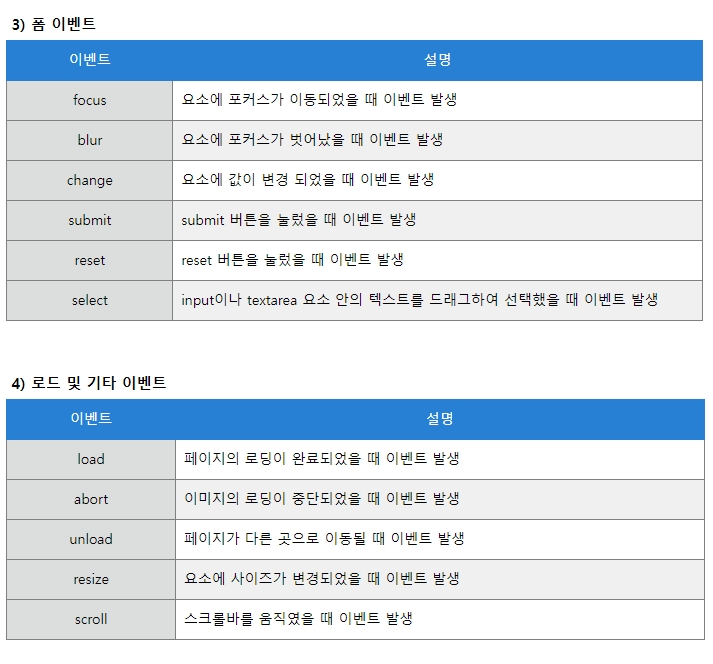 3) 폼 이벤트
이벤트 설명
focus 요소에 포커스가 이동되었을 때 이벤트 발생
blur 요소에 포커스가 벗어났을 때 이벤트 발생
change 요소에 값이 변경 되었을 때 이벤트 발생
submit submit 버튼을 눌렀을 때 이벤트 발생
reset reset 버튼을 눌렀을 때 이벤트 발생
select input이나 textarea 요소 안의 텍스트를 드래그하여 선택했을 때 이벤트 발생
4) 로드 및 기타 이벤트
이벤트 설명
load 페이지의 로딩이 완료되었을 때 이벤트 발생
abort 이미지의 로딩이 중단되었을 때 이벤트 발생
unload 페이지가 다른 곳으로 이동될 때 이벤트 발생
resize 요소에 사이즈가 변경되었을 때 이벤트 발생
scroll 스크롤바를 움직였을 때 이벤트 발생